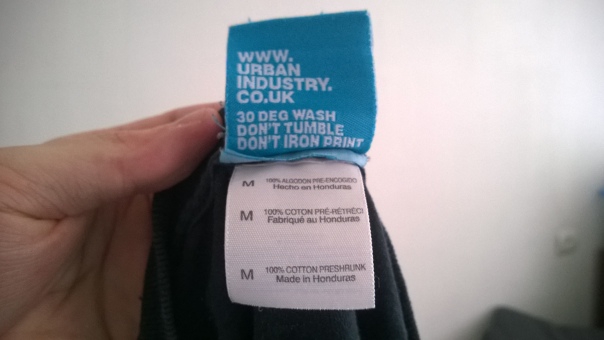 WWW.
URBAN
INDUSTRY.
CO.UK
30 DEG WASH
DON'T TUMBLE
DON'T IRON PRINT
M 100% ALGODON PRE-ENCOGIDO
Hecho en Honduras
M 100% COTON PRÉ-RÉTRÉCI
Fabriqué au Honduras
M 100% COTTON PRESHRUNK
Made in Honduras